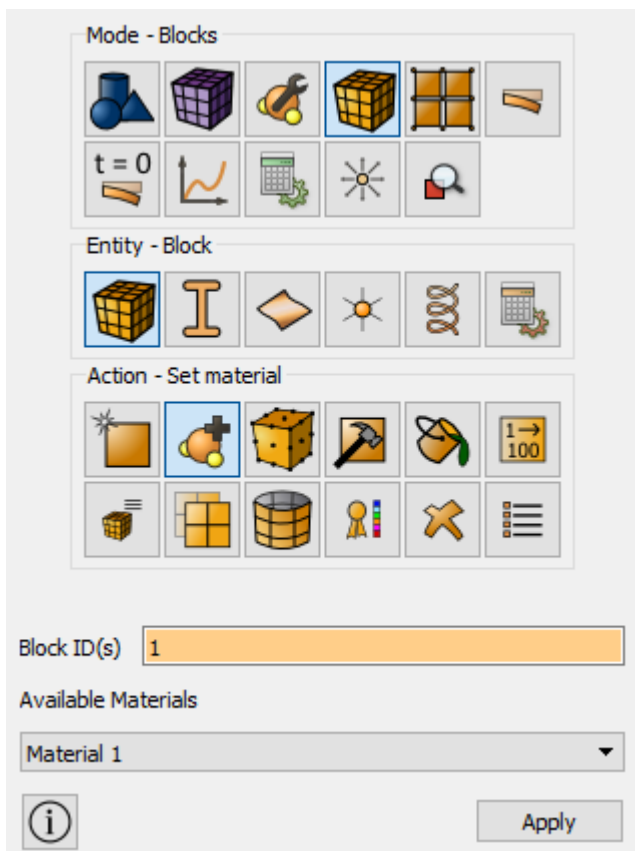 Mode - Blocks
t = 0
Entity - Block
Action - Set material
1→
100
Block ID(s) 1
Available Materials
Material 1
i Apply